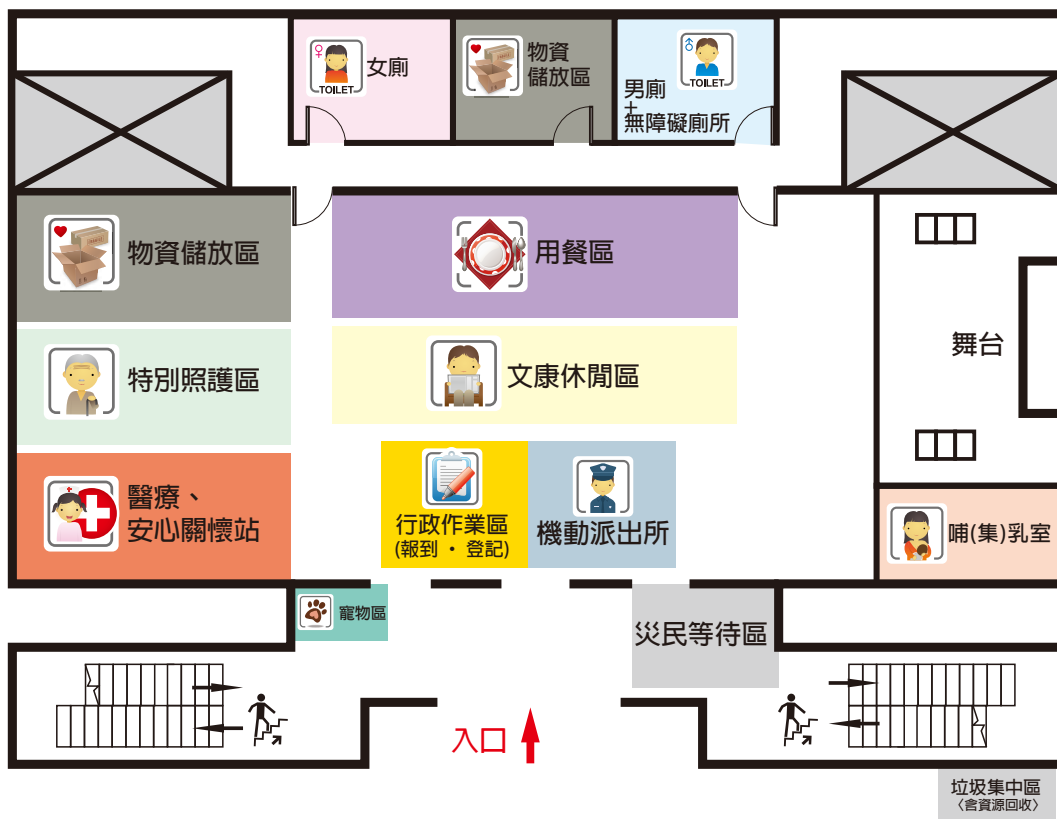 女廁
TOILET
物資
儲放區
男廁
+
無障礙廁所
TOILET
物資儲放區
用餐區
特別照護區
文康休閒區
舞台
醫療、
安心關懷站
行政作業區
(報到 · 登記)
機動派出所
哺(集)乳室
寵物區
災民等待區
入口
垃圾集中區
〈含資源回收〉